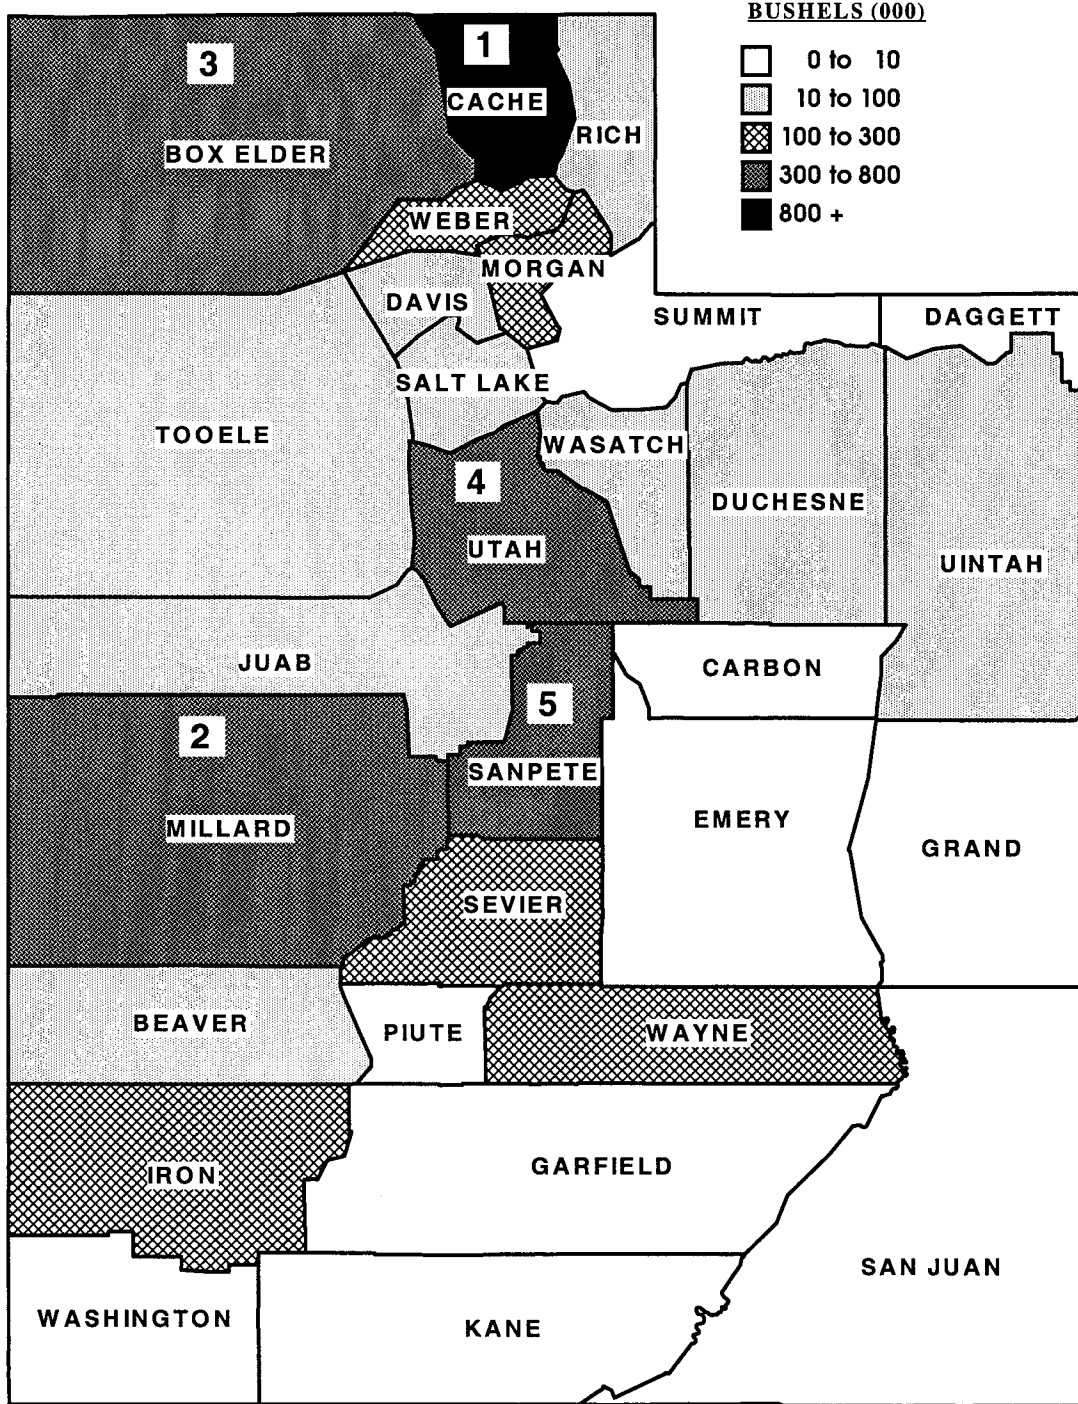 BUSHELS (000)
0 to 10
10 to 100
100 to 300
300 to 800
800 +
3
1
CACHE
RICH
BOX ELDER
WEBER
MORGAN
DAVIS
SUMMIT
DAGGETT
SALT LAKE
TOOELE
WASATCH
4
DUCHESNE
UTAH
UINTAH
JUAB
CARBON
5
2
SANPETE
MILLARD
EMERY
GRAND
SEVIER
BEAVER
PIUTE
WAYNE
IRON
GARFIELD
SAN JUAN
WASHINGTON
KANE